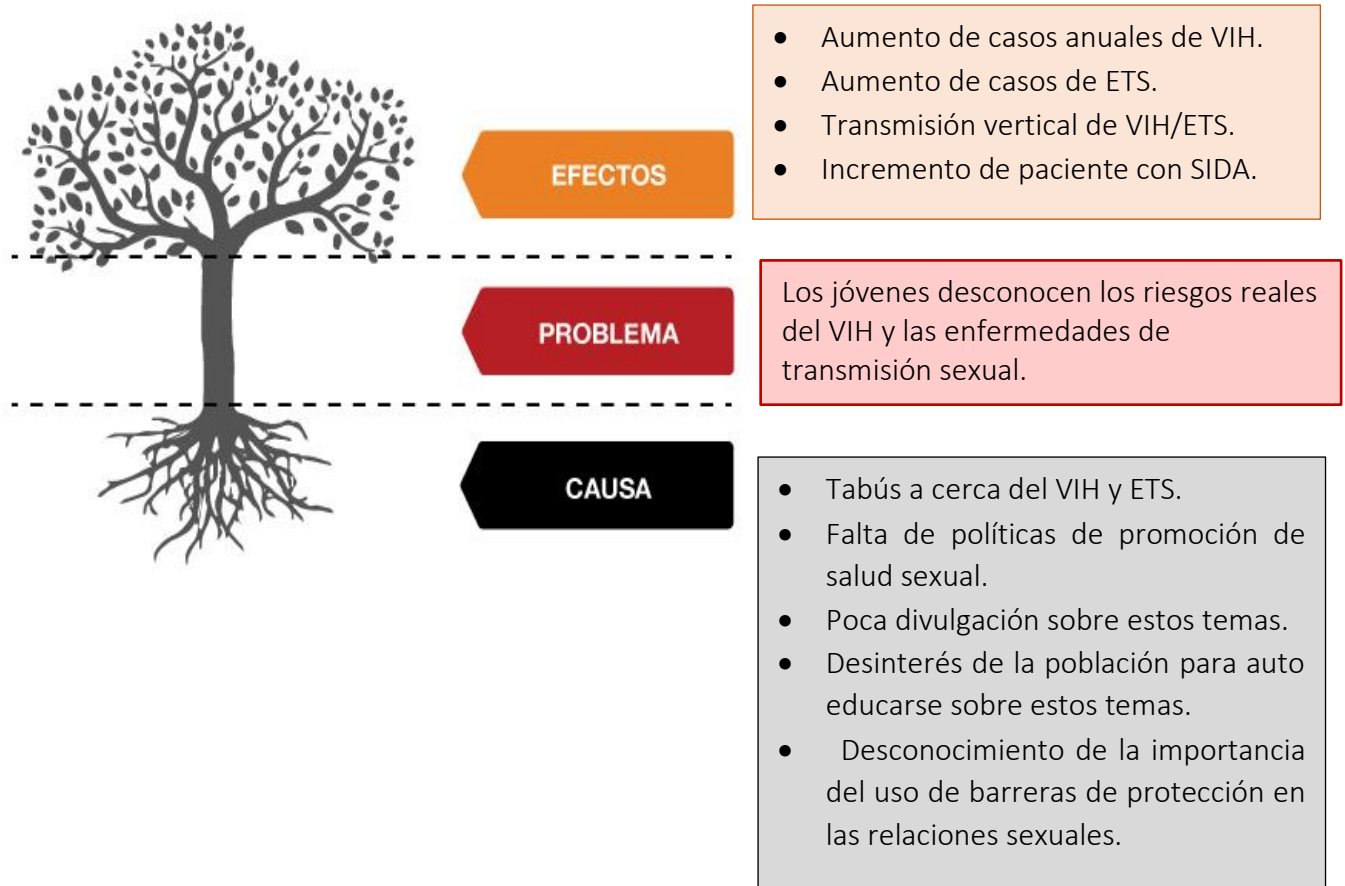 EFECTOS
• Aumento de casos anuales de VIH.
• Aumento de casos de ETS.
• Transmisión vertical de VIH/ETS.
• Incremento de paciente con SIDA.
PROBLEMA
Los jóvenes desconocen los riesgos reales
del VIH y las enfermedades de
transmisión sexual.
CAUSA
• Tabús a cerca del VIH y ETS.
• Falta de políticas de promoción de
salud sexual.
• Poca divulgación sobre estos temas.
• Desinterés de la población para auto
educarse sobre estos temas.
• Desconocimiento de la importancia
del uso de barreras de protección en
las relaciones sexuales.